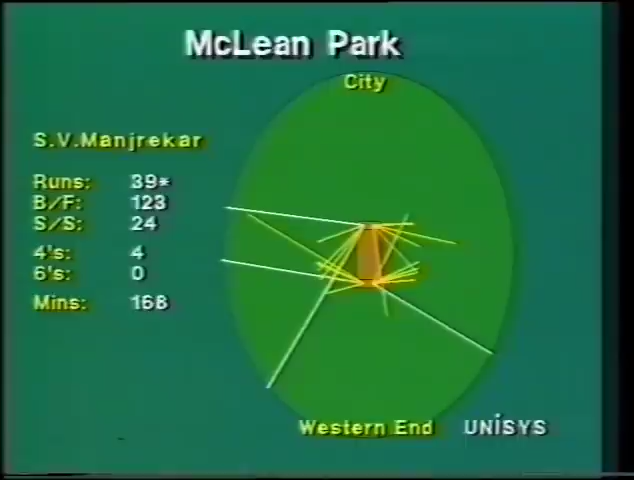 McLean Park
City
S.V.Manjrekar
Runs: 39*
B/F: 123
S/S: 24
4's: 4
6's: 0
Mins: 168
Western End UNiSYS